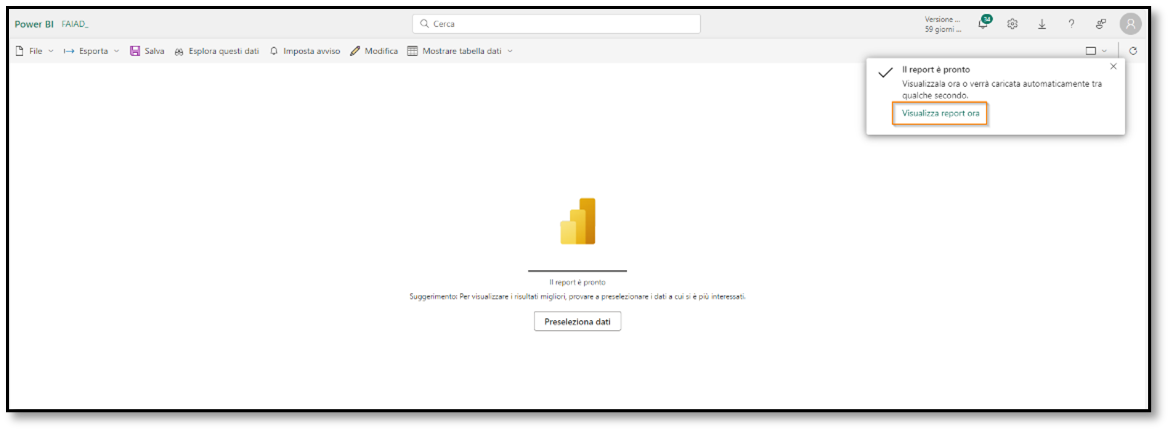 Power BI FAIAD_
Cerca
Versione ...
59 giorni ...
14
File
Esporta
Salva
Esplora questi dati
Imposta avviso
Modifica
Mostrare tabella dati
Il report è pronto
Visualizzala ora o verrà caricata automaticamente tra
qualche secondo.
Visualizza report ora
Il report è pronto
Suggerimento: Per visualizzare i risultati migliori, provare a preselezionare i dati a cui si è più interessati.
Preseleziona dati